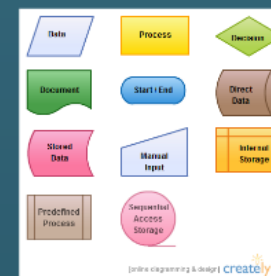 Data
Process
Decision
Document
Start / End
Direct
Data
Stored
Data
Manual
Input
Internal
Storage
Predefined
Process
Sequential
Access
Storage
[online diagramming & design] creately